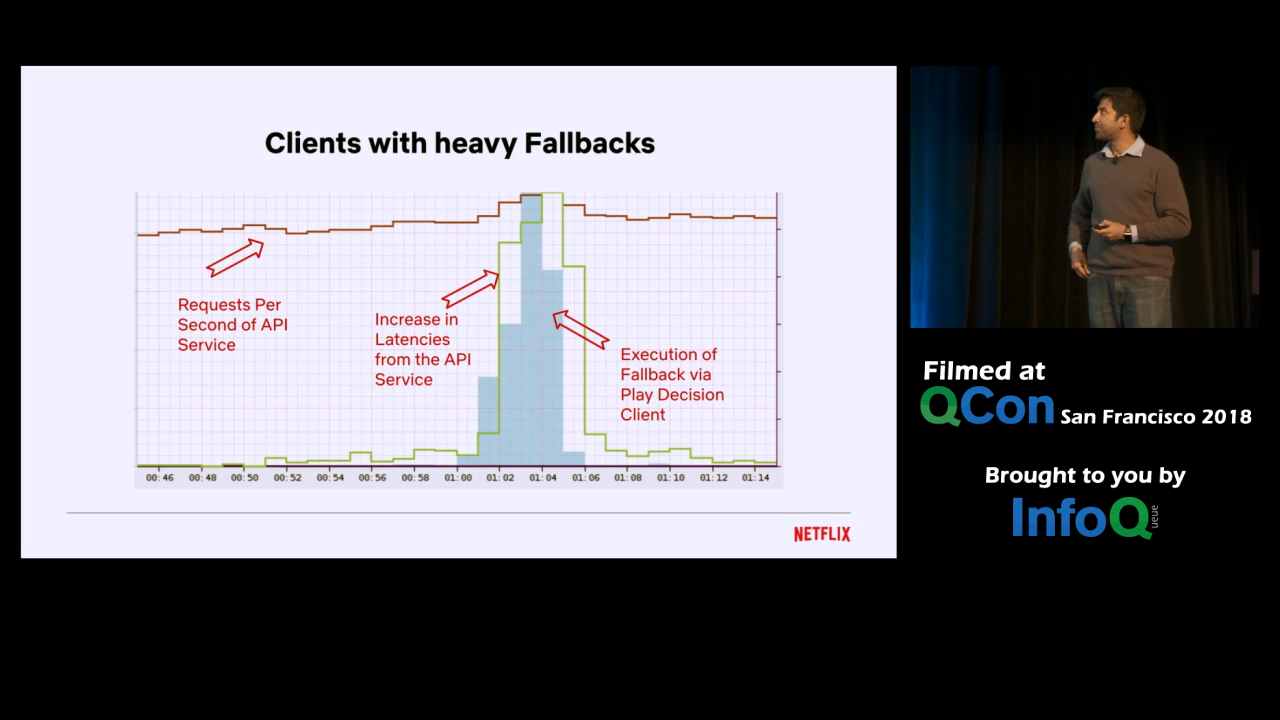 Clients with heavy Fallbacks
Requests Per
Second of API
Service
Increase in
Latencies
from the API
Service
Execution of
Fallback via
Play Decision
Client
00:46 00:48 00:50 00:52 00:54 00:56 00:58 01:00 01:02 01:04 01:06 01:08 01:10 01:12 01:14
NETFLIX
Filmed at
QCon San Francisco 2018
Brought to you by
InfoQ
ueue